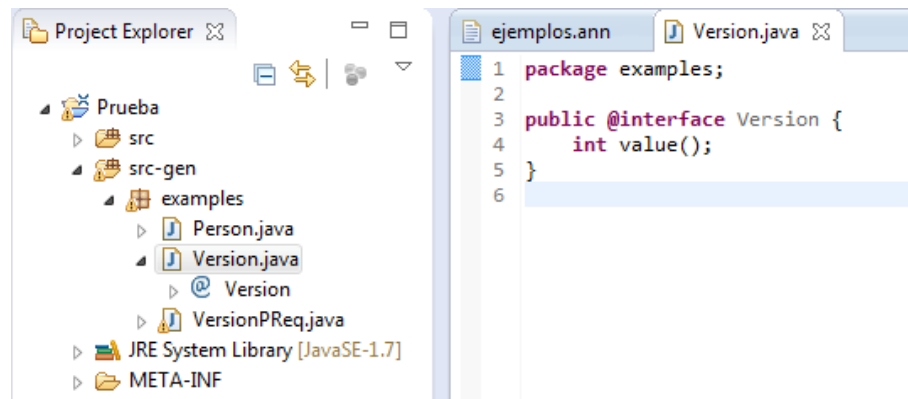 Project Explorer
Prueba
src
src-gen
examples
Person.java
Version.java
Version
VersionPReq.java
JRE System Library [JavaSE-1.7]
META-INF
ejemplos.ann
Version.java
1 package examples;
2
3 public @interface Version {
4 int value();
5 }
6